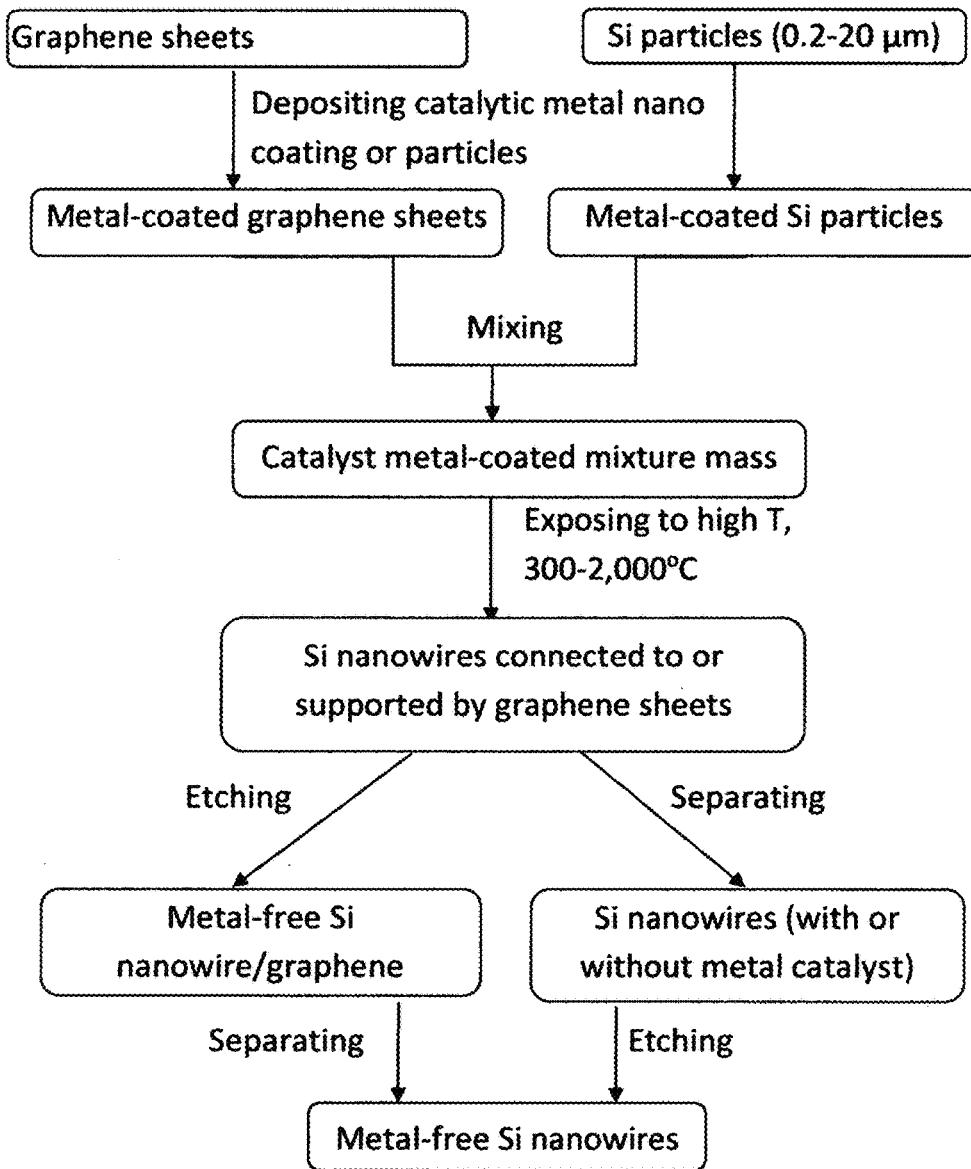 Graphene sheets
Si particles (0.2-20 µm)
Depositing catalytic metal nano
coating or particles
Metal-coated graphene sheets
Metal-coated Si particles
Mixing
Catalyst metal-coated mixture mass
Exposing to high T,
300-2,000°C
Si nanowires connected to or
supported by graphene sheets
Etching
Separating
Metal-free Si
nanowire/graphene
Si nanowires (with or
without metal catalyst)
Separating
Etching
Metal-free Si nanowires